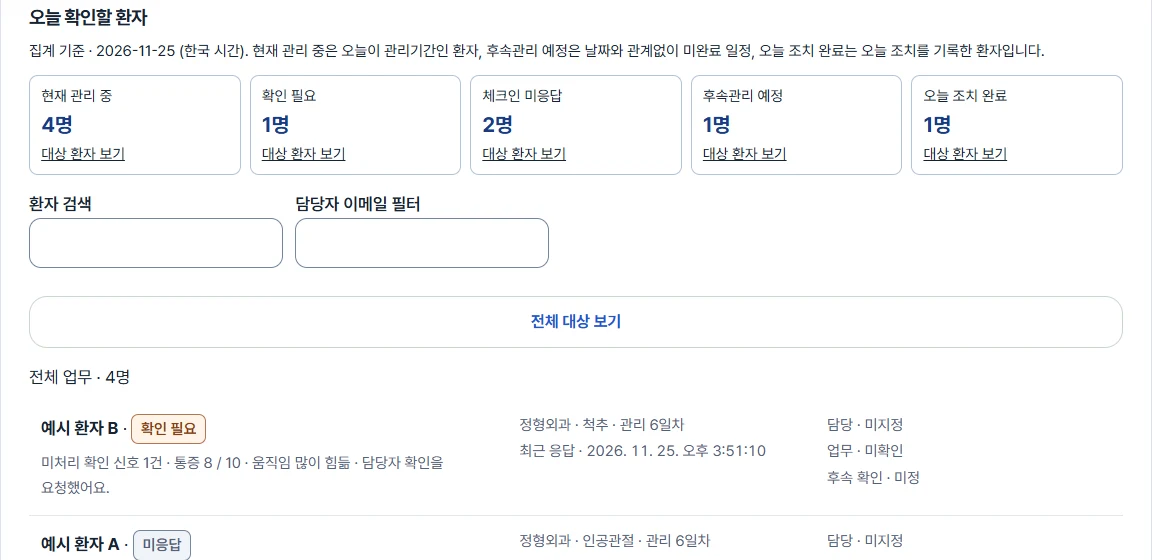 오늘 확인할 환자
집계 기준 · 2026-11-25 (한국 시간). 현재 관리 중은 오늘이 관리기간인 환자, 후속관리 예정은 날짜와 관계없이 미완료 일정, 오늘 조치 완료는 오늘 조치를 기록한 환자입니다.
현재 관리 중
4명
대상 환자 보기
확인 필요
1명
대상 환자 보기
체크인 미응답
2명
대상 환자 보기
후속관리 예정
1명
대상 환자 보기
오늘 조치 완료
1명
대상 환자 보기
환자 검색
담당자 이메일 필터
전체 대상 보기
전체 업무 · 4명
예시 환자 B · 확인 필요
미처리 확인 신호 1건 · 통증 8 / 10 · 움직임 많이 힘듦 · 담당자 확인을
요청했어요.
정형외과 · 척추 · 관리 6일차
최근 응답 · 2026. 11. 25. 오후 3:51:10
담당 · 미지정
업무 · 미확인
후속 확인 · 미정
예시 환자 A · 미응답
정형외과 · 인공관절 · 관리 6일차
담당 · 미지정